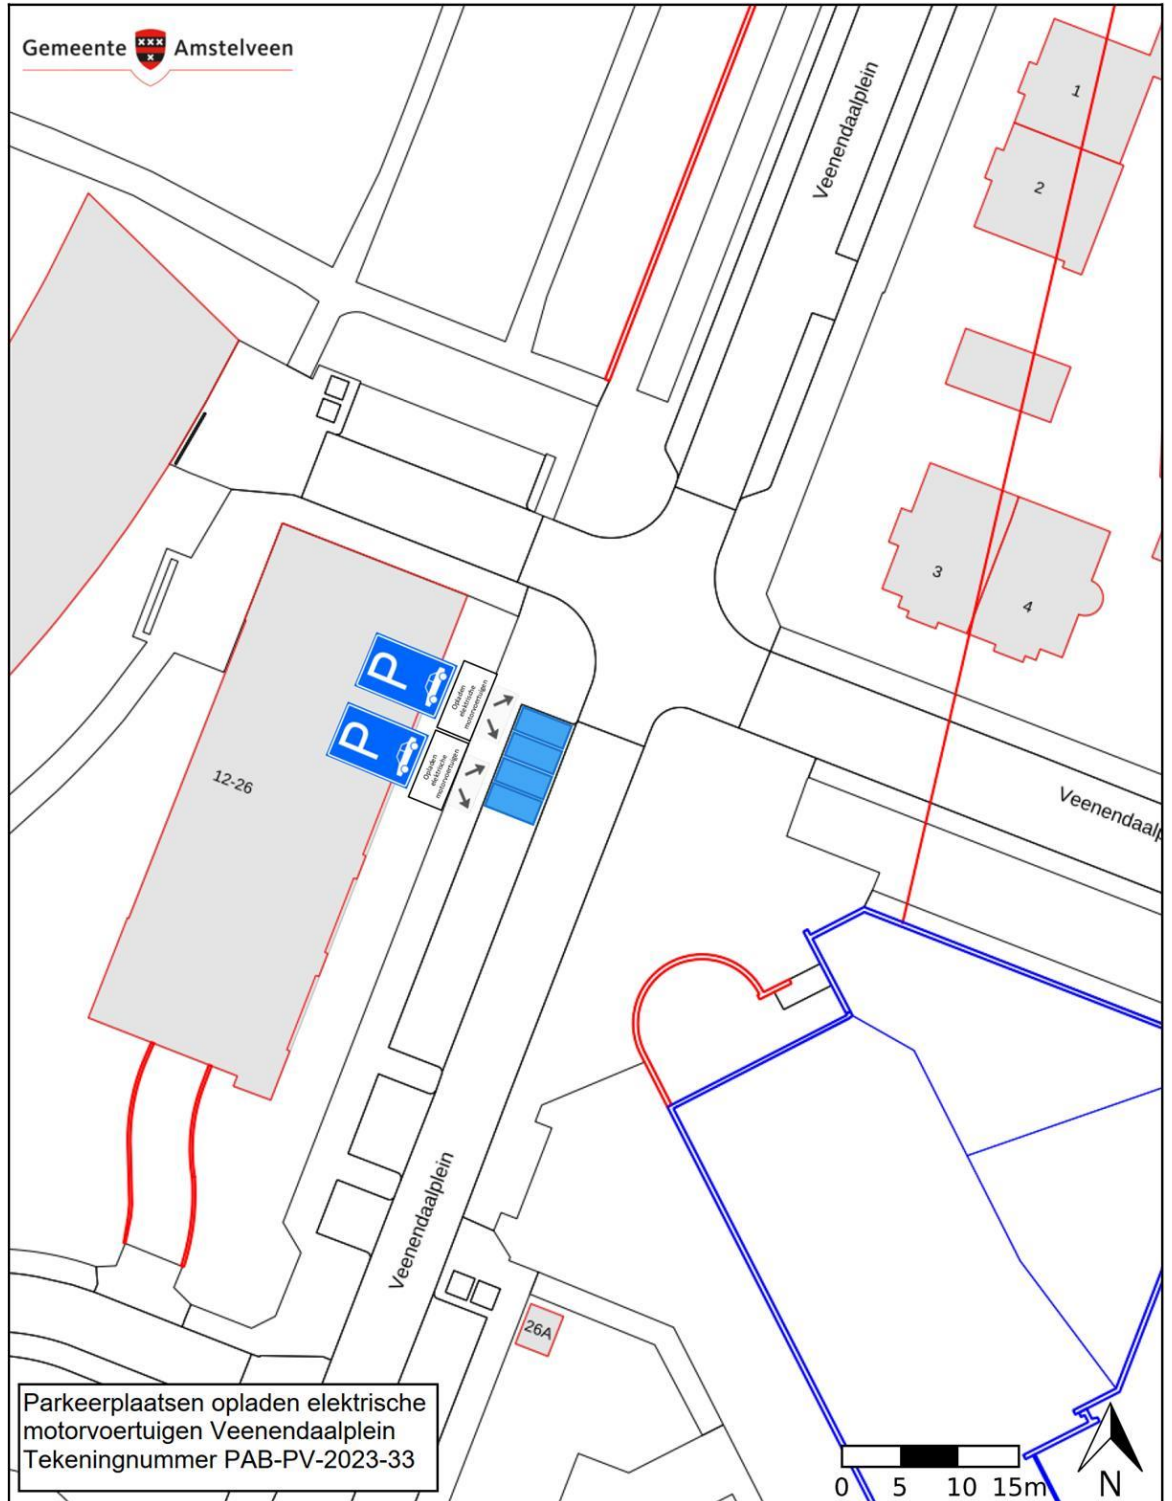 Gemeente Amstelveen
Veenendaalplein
1
2
3
4
P
Opladen
elektrische
motorvoertuigen
P
Opladen
elektrische
motorvoertuigen
12-26
Veenendaalp
Veenendaalplein
26A
Parkeerplaatsen opladen elektrische
motorvoertuigen Veenendaalplein
Tekeningnummer PAB-PV-2023-33
0 5 10 15m
N